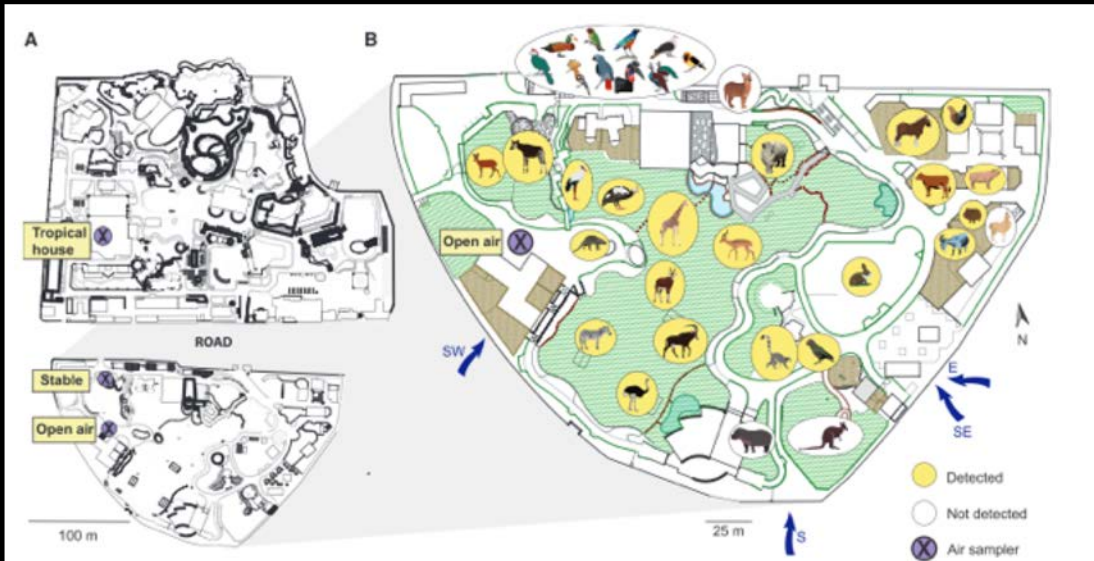 A
B
Tropical
house
X
Open air
X
ROAD
SW
N
E
SE
Stable
X
Open air
X
Detected
Not detected
100 m
25 m
S
X
Air sampler